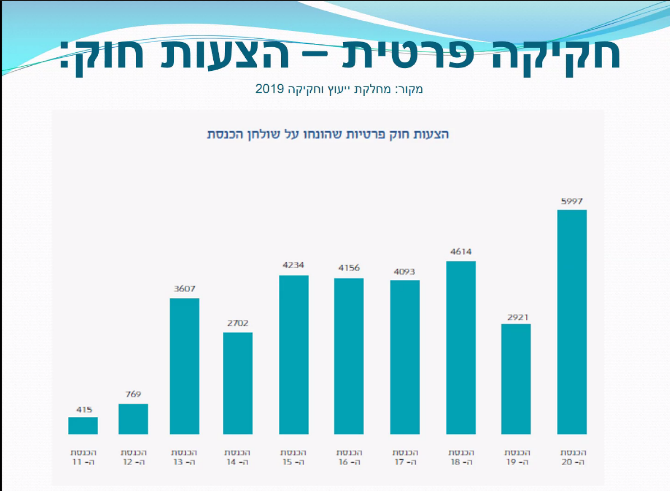 חקיקה פרטית – הצעות חוק:
מקור: מחלקת ייעוץ וחקיקה 2019
הצעות חוק פרטיות שהונחו על שולחן הכנסת
415
769
3607
2702
4234
4156
4093
4614
2921
5997
הכנסת
ה- 11
הכנסת
ה- 12
הכנסת
ה- 13
הכנסת
ה- 14
הכנסת
ה- 15
הכנסת
ה- 16
הכנסת
ה- 17
הכנסת
ה- 18
הכנסת
ה- 19
הכנסת
ה- 20